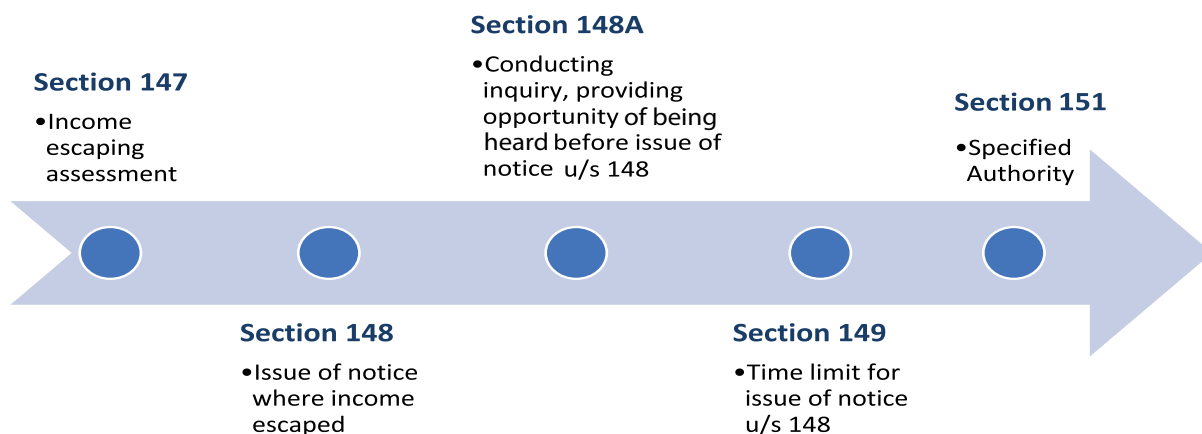 Section 147
•Income
escaping
assessment
Section 148
•Issue of notice
where income
escaped
Section 148A
•Conducting
inquiry, providing
opportunity of being
heard before issue of
notice u/s 148
Section 149
•Time limit for
issue of notice
u/s 148
Section 151
•Specified
Authority